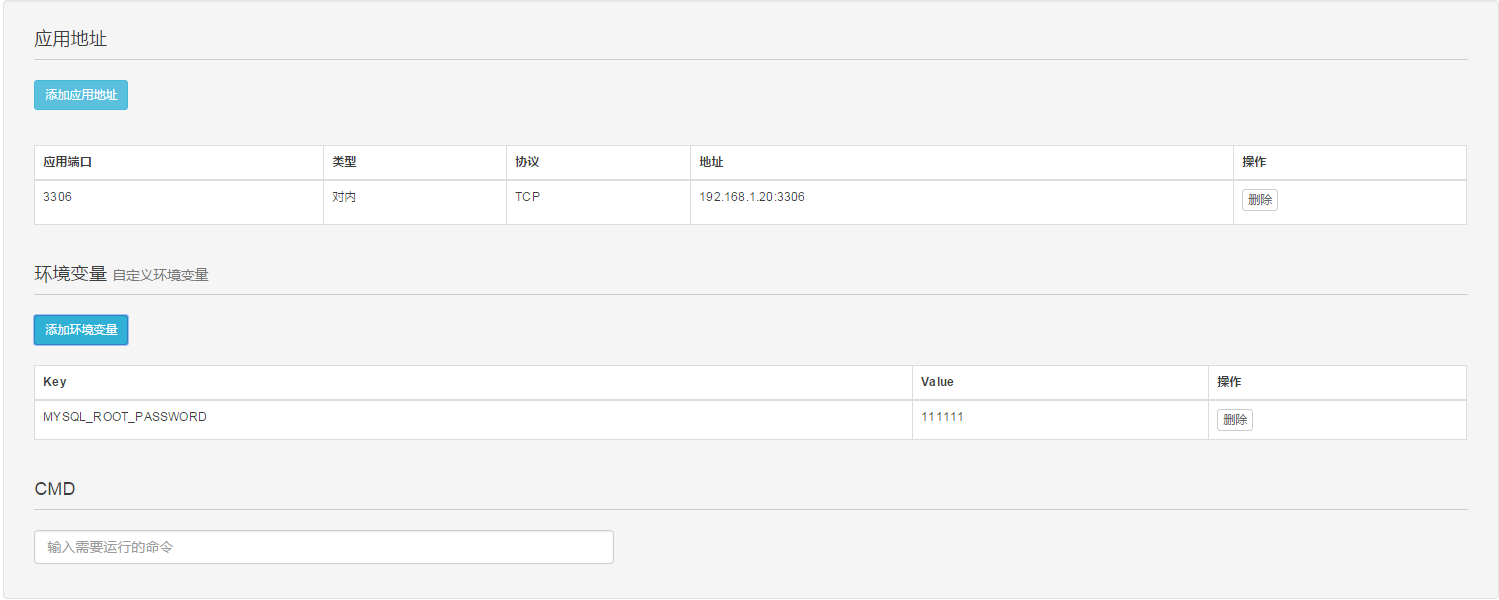 应用地址
添加应用地址
应用端口 类型 协议 地址 操作
3306 对内 TCP 192.168.1.20:3306 删除
环境变量 自定义环境变量
添加环境变量
Key Value 操作
MYSQL_ROOT_PASSWORD 111111 删除
CMD
输入需要运行的命令